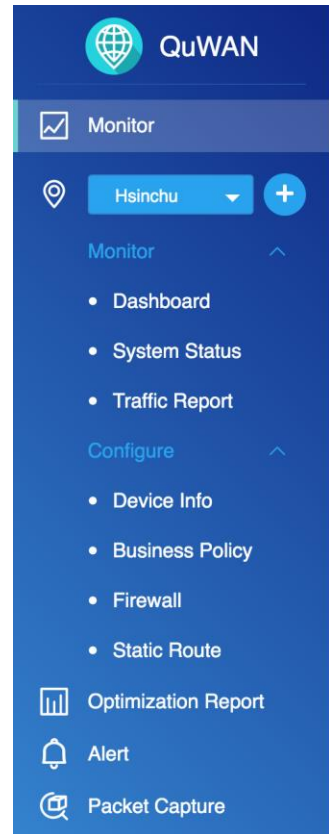 QuWAN
Monitor
Hsinchu
Monitor
Dashboard
System Status
Traffic Report
Configure
Device Info
Business Policy
Firewall
Static Route
Optimization Report
Alert
Packet Capture